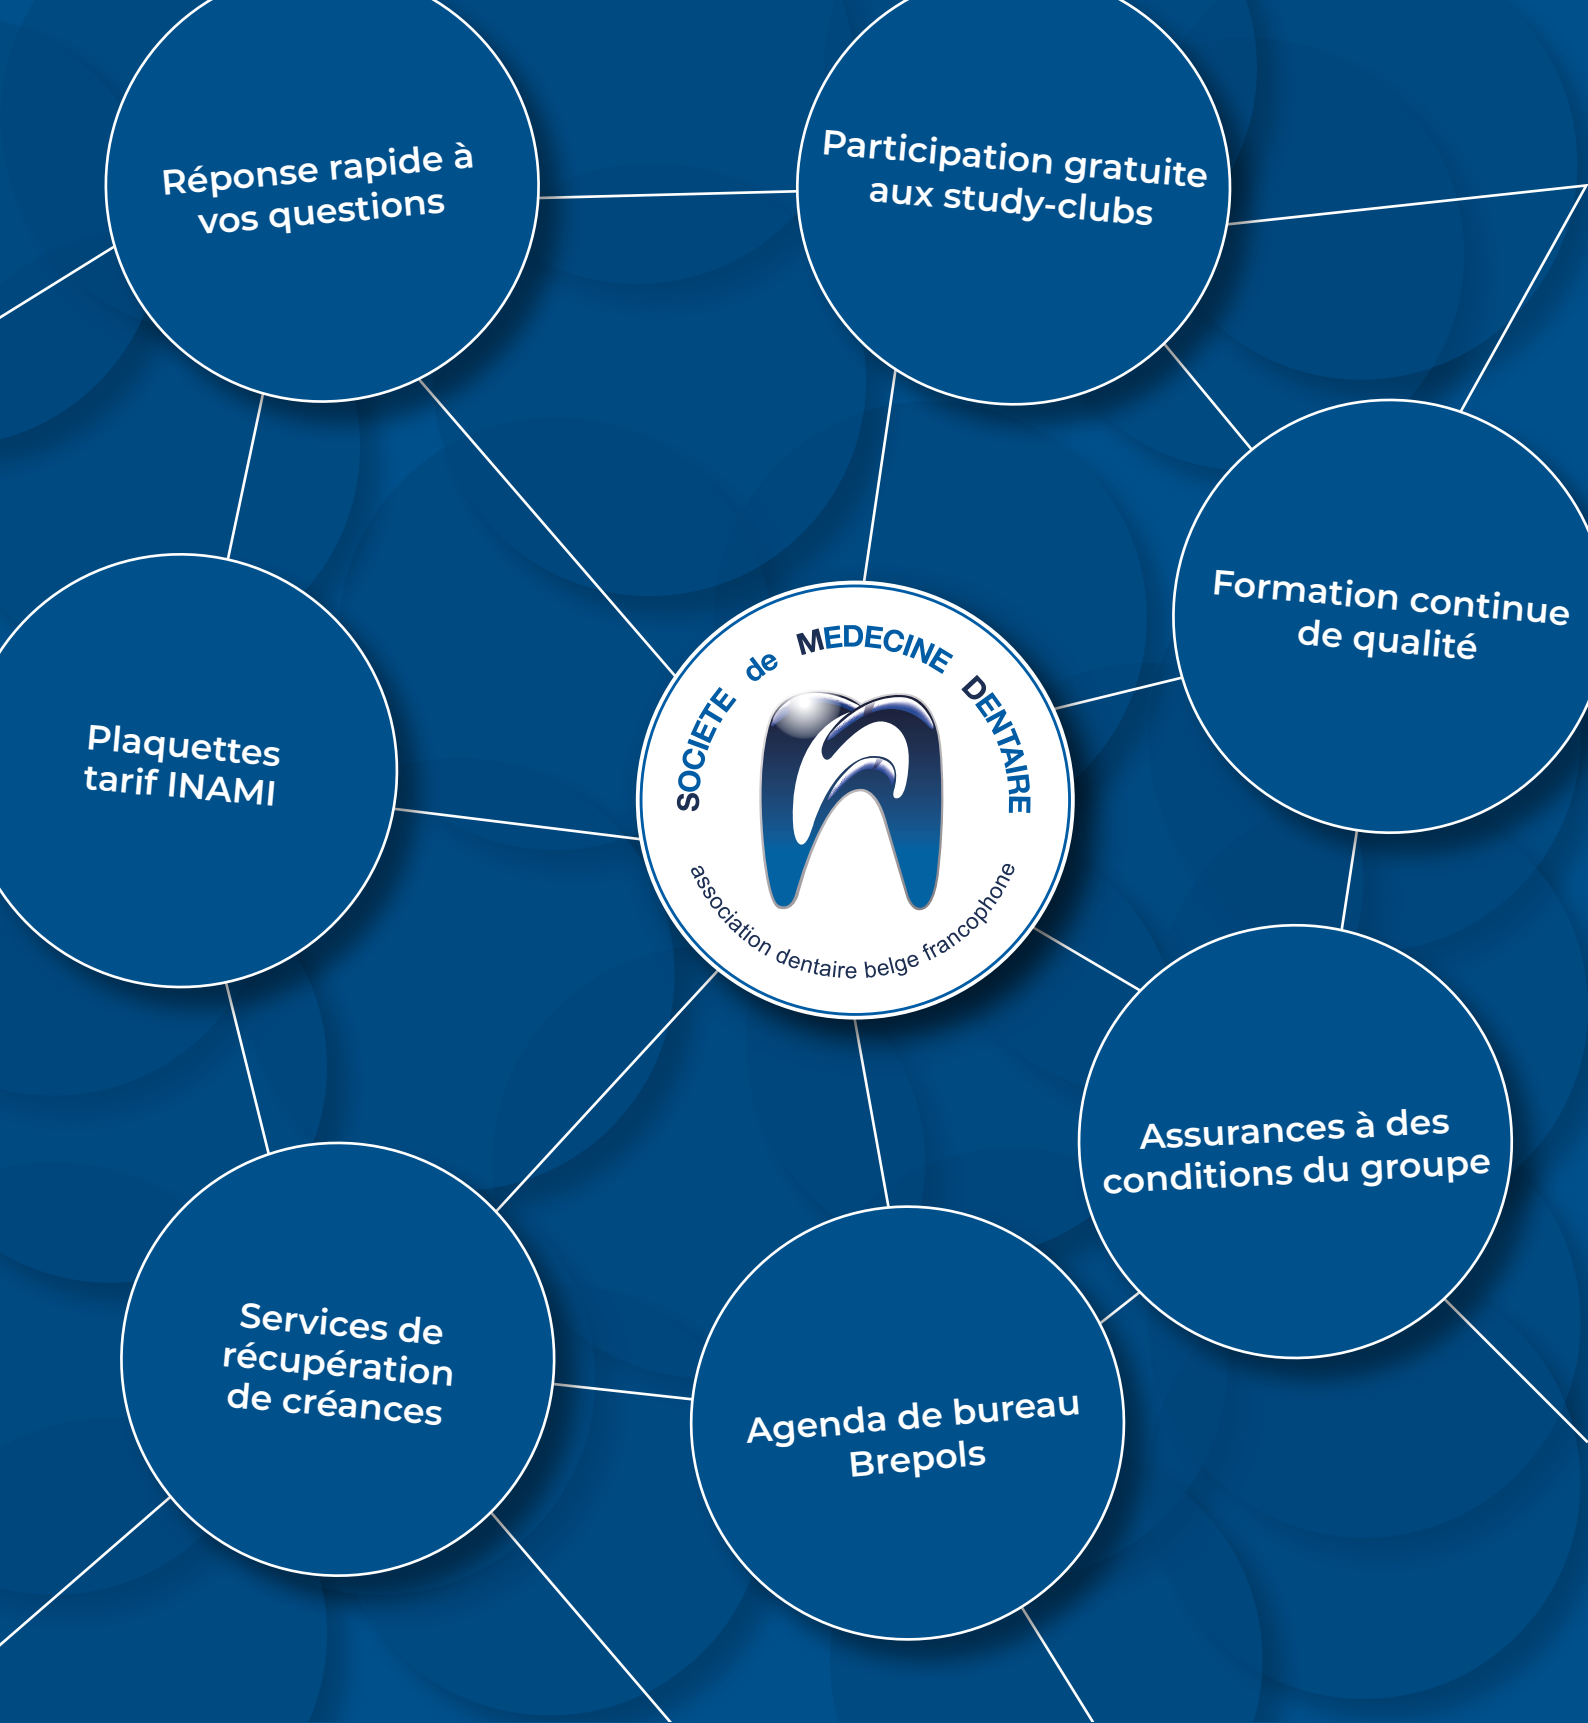 Réponse rapide à
vos questions
Participation gratuite
aux study-clubs
Formation continue
de qualité
SOCIETE de MEDECINE DENTAIRE
association dentaire belge francophone
Plaquettes
tarif INAMI
Assurances à des
conditions du groupe
Services de
récupération
de créances
Agenda de bureau
Brepols